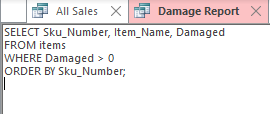 All Sales
Damage Report
SELECT Sku_Number, Item_Name, Damaged
FROM items
WHERE Damaged > 0
ORDER BY Sku_Number;